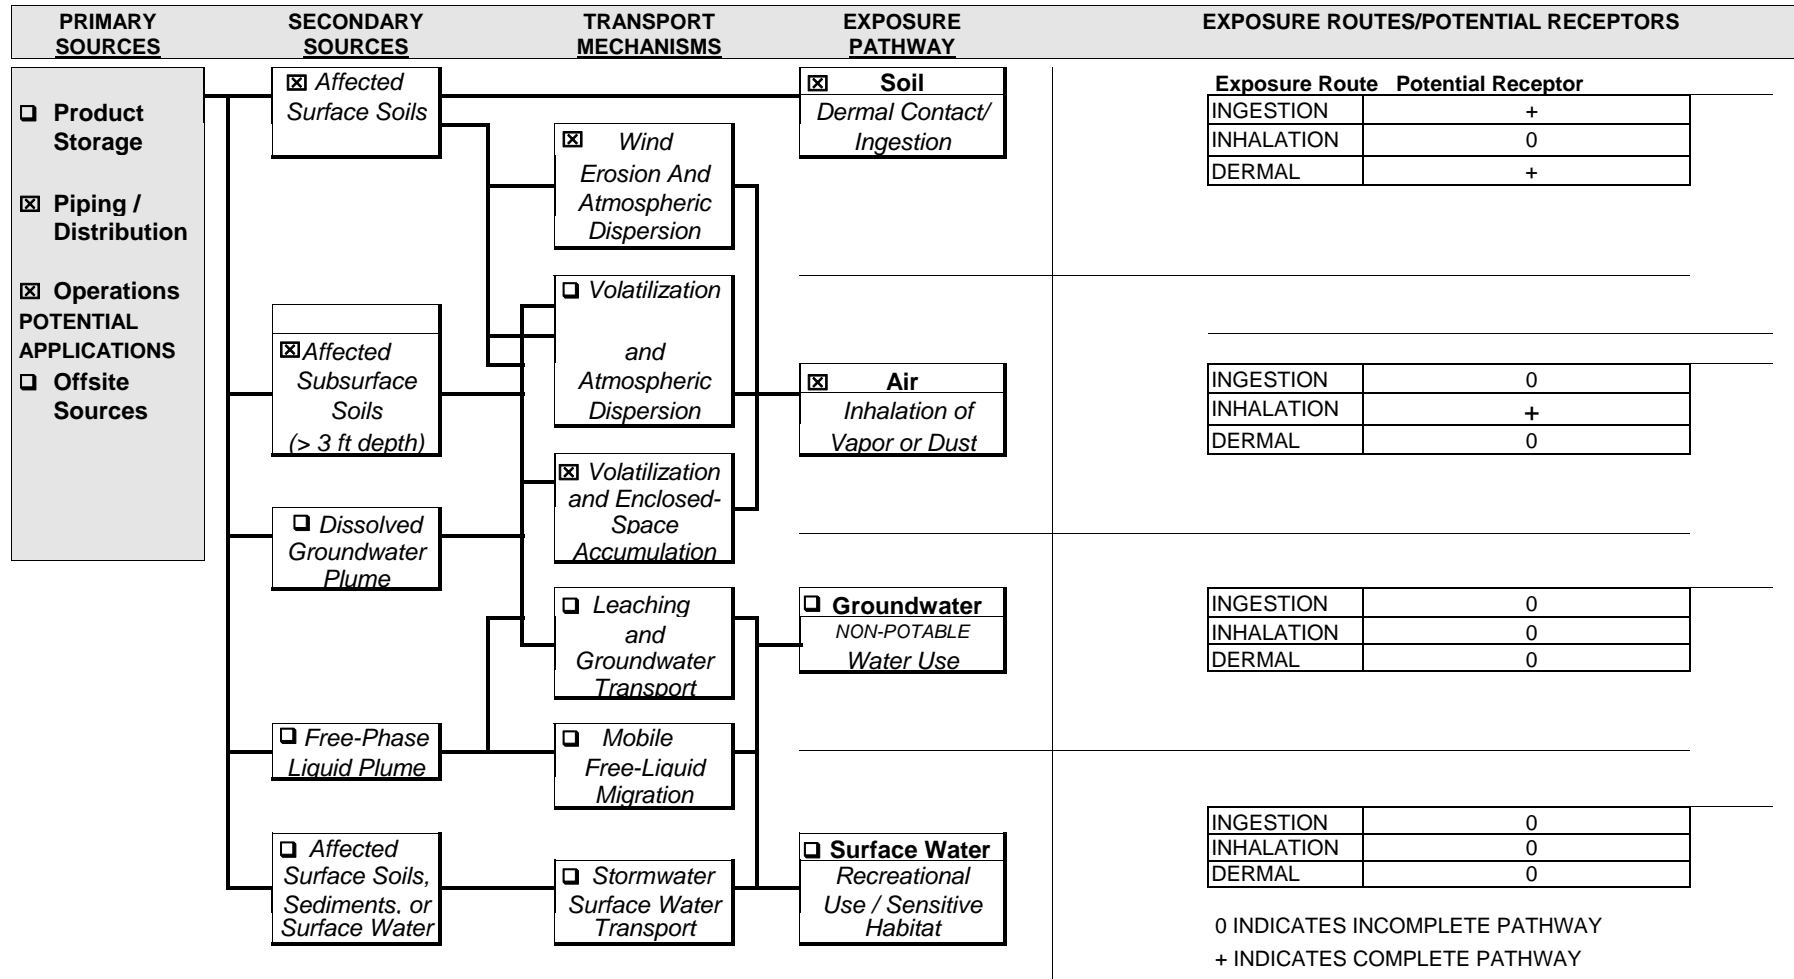 PRIMARY
SOURCES
SECONDARY
SOURCES
TRANSPORT
MECHANISMS
EXPOSURE
PATHWAY
EXPOSURE ROUTES/POTENTIAL RECEPTORS
❑ Product
Storage
☒ Piping /
Distribution
☒ Operations
POTENTIAL
APPLICATIONS
❑ Offsite
Sources
☒ Affected
Surface Soils
☒Affected
Subsurface
Soils
(> 3 ft depth)
❑ Dissolved
Groundwater
Plume
❑ Free-Phase
Liquid Plume
❑ Affected
Surface Soils,
Sediments, or
Surface Water
☒ Wind
Erosion And
Atmospheric
Dispersion
❑ Volatilization
and
Atmospheric
Dispersion
☒ Volatilization
and Enclosed-
Space
Accumulation
❑ Leaching
and
Groundwater
Transport
❑ Mobile
Free-Liquid
Migration
❑ Stormwater
Surface Water
Transport
☒ Soil
Dermal Contact/
Ingestion
☒ Air
Inhalation of
Vapor or Dust
❑ Groundwater
NON-POTABLE
Water Use
❑ Surface Water
Recreational
Use / Sensitive
Habitat
Exposure Route Potential Receptor
INGESTION +
INHALATION 0
DERMAL +
INGESTION 0
INHALATION +
DERMAL 0
INGESTION 0
INHALATION 0
DERMAL 0
INGESTION 0
INHALATION 0
DERMAL 0
0 INDICATES INCOMPLETE PATHWAY
+ INDICATES COMPLETE PATHWAY